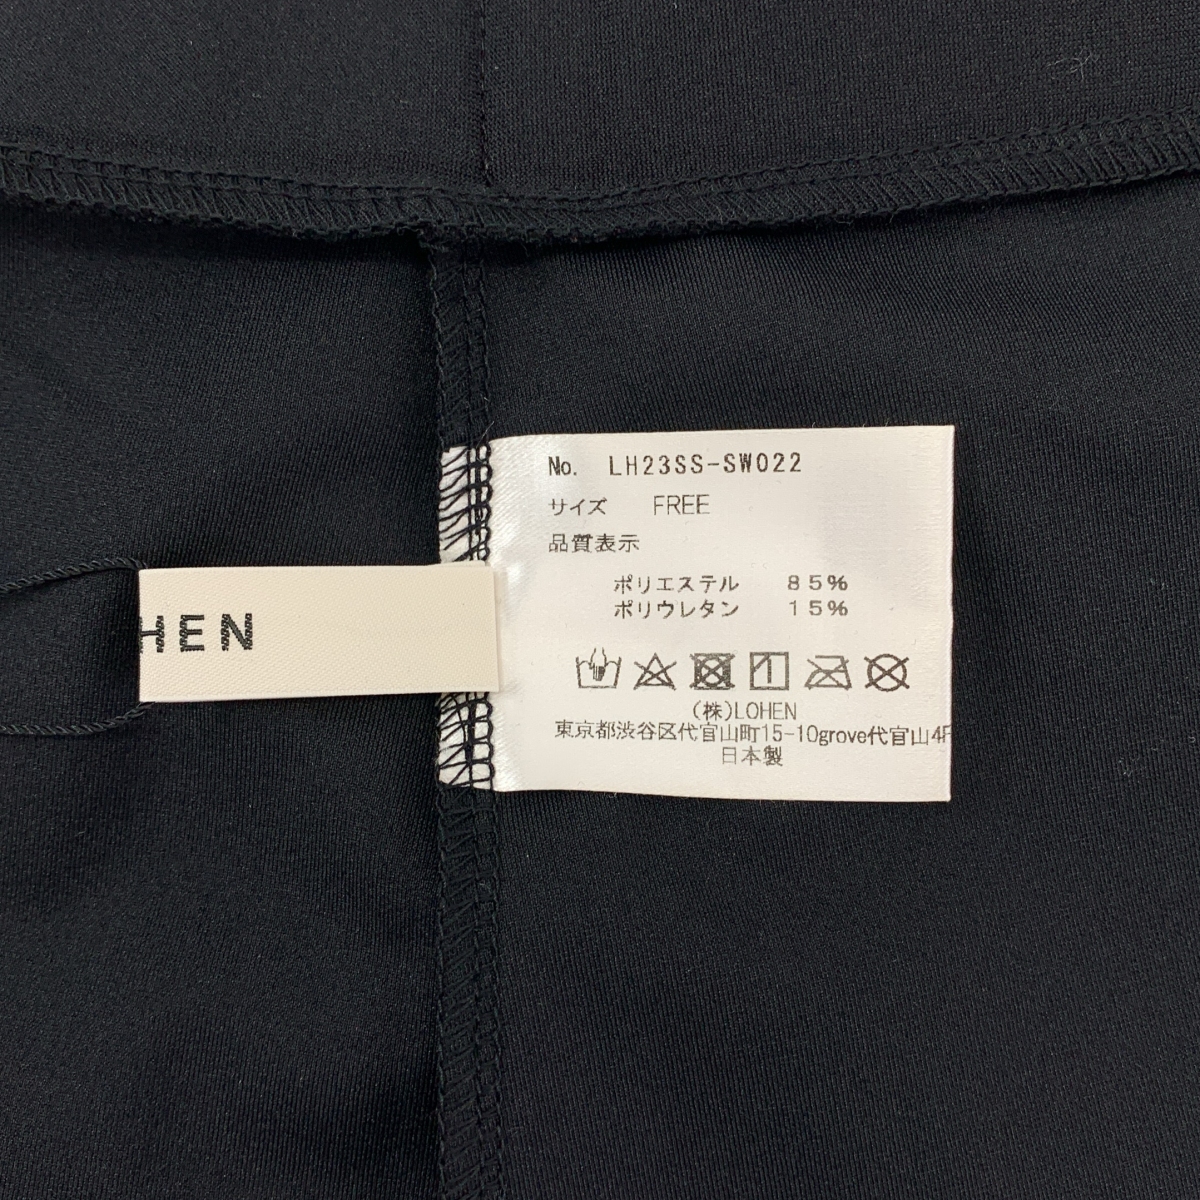 No. LH23SS-SW022
サイズ FREE
品質表示
ポリエステル 85%
ポリウレタン 15%
(株)LOHEN
東京都渋谷区代官山町15-10grove代官山4F
日本製
HEN